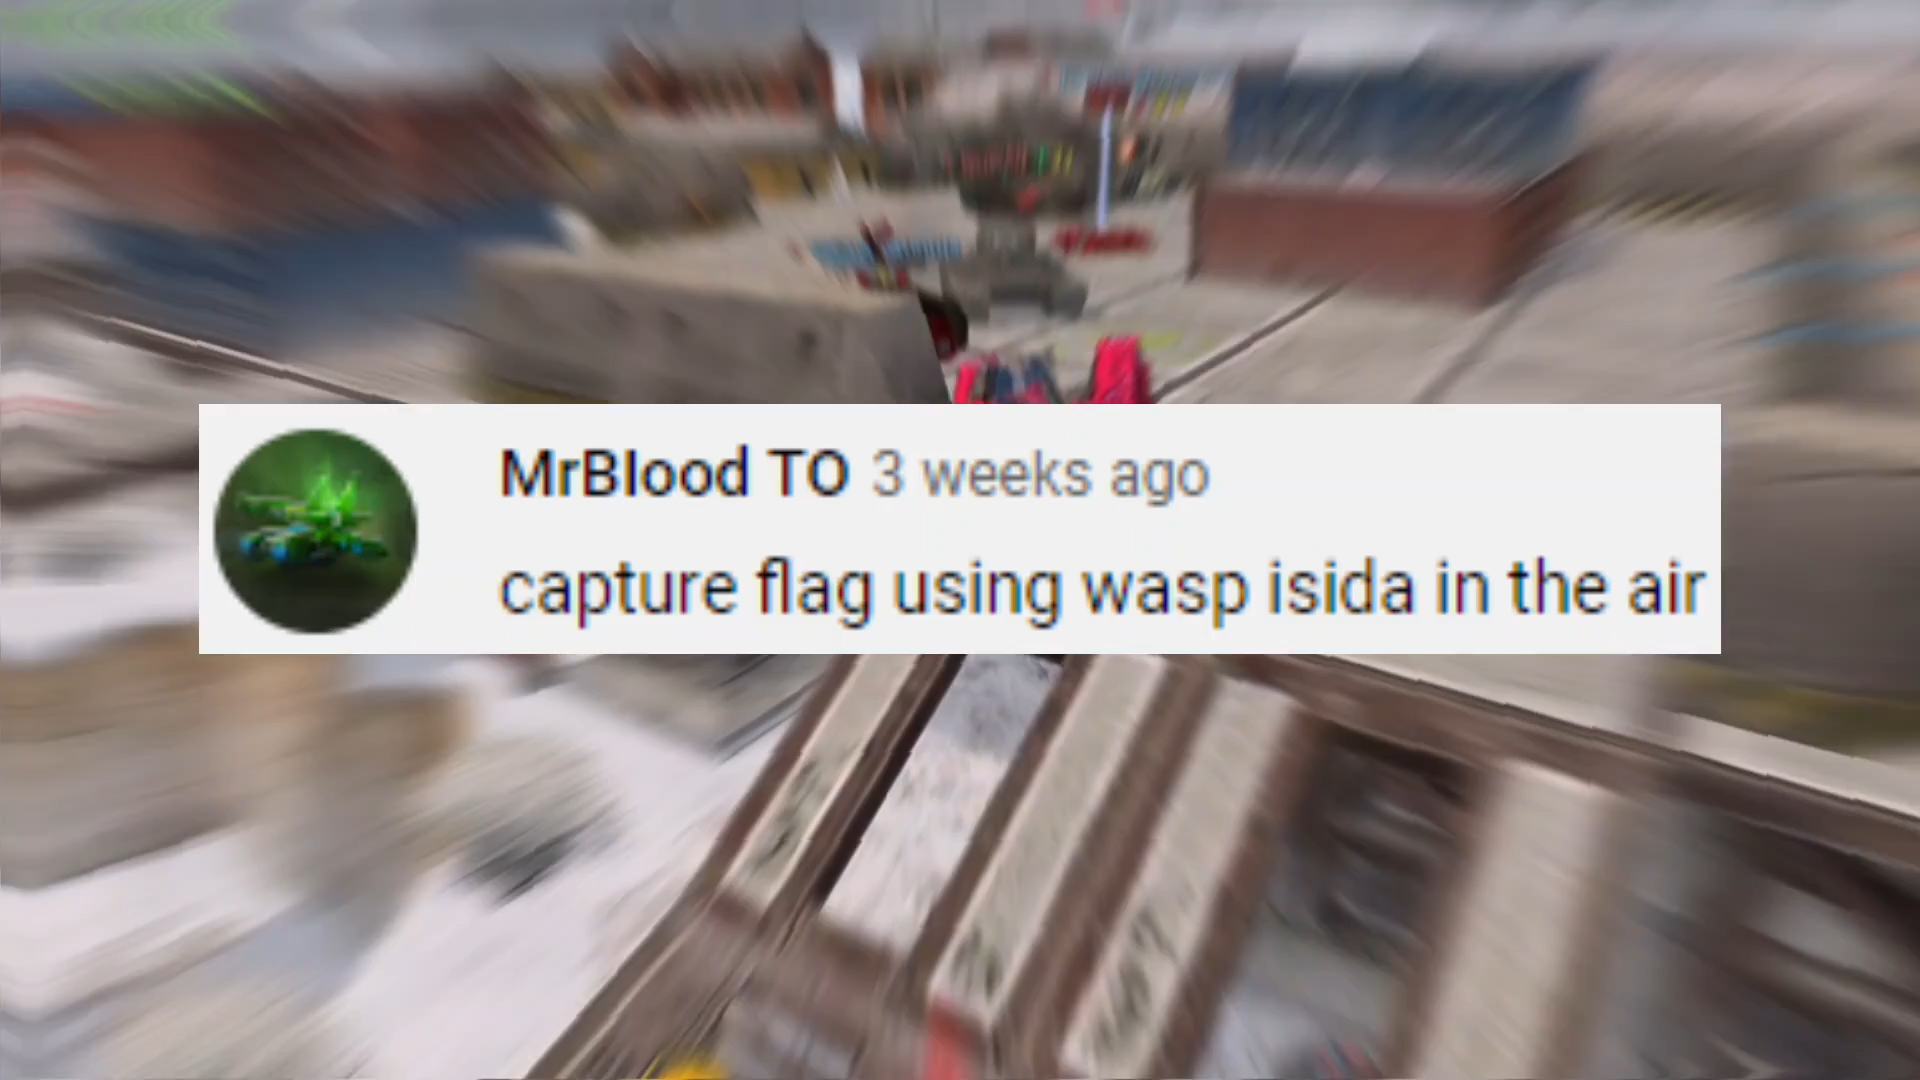 MrBlood TO 3 weeks ago
capture flag using wasp isida in the air